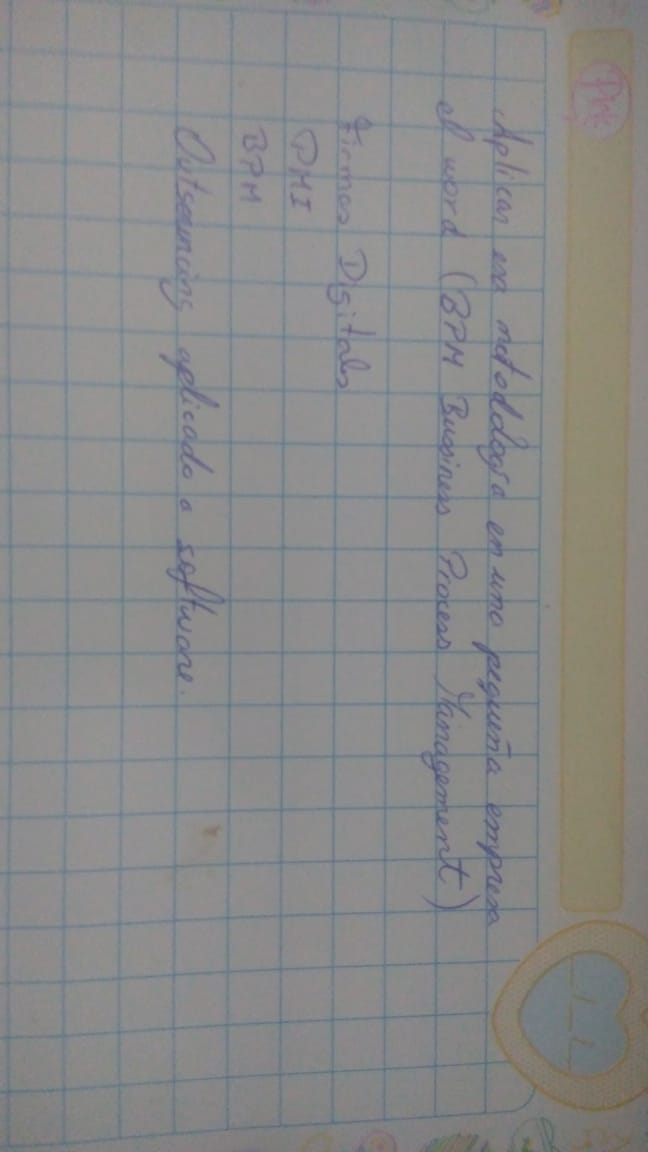 Aplicar esa metodología en una pequeña empresa
el word (BPM Bussiness Process Management)
Firmas Digitales
PMI
BPM
Outsourcing aplicado a software.